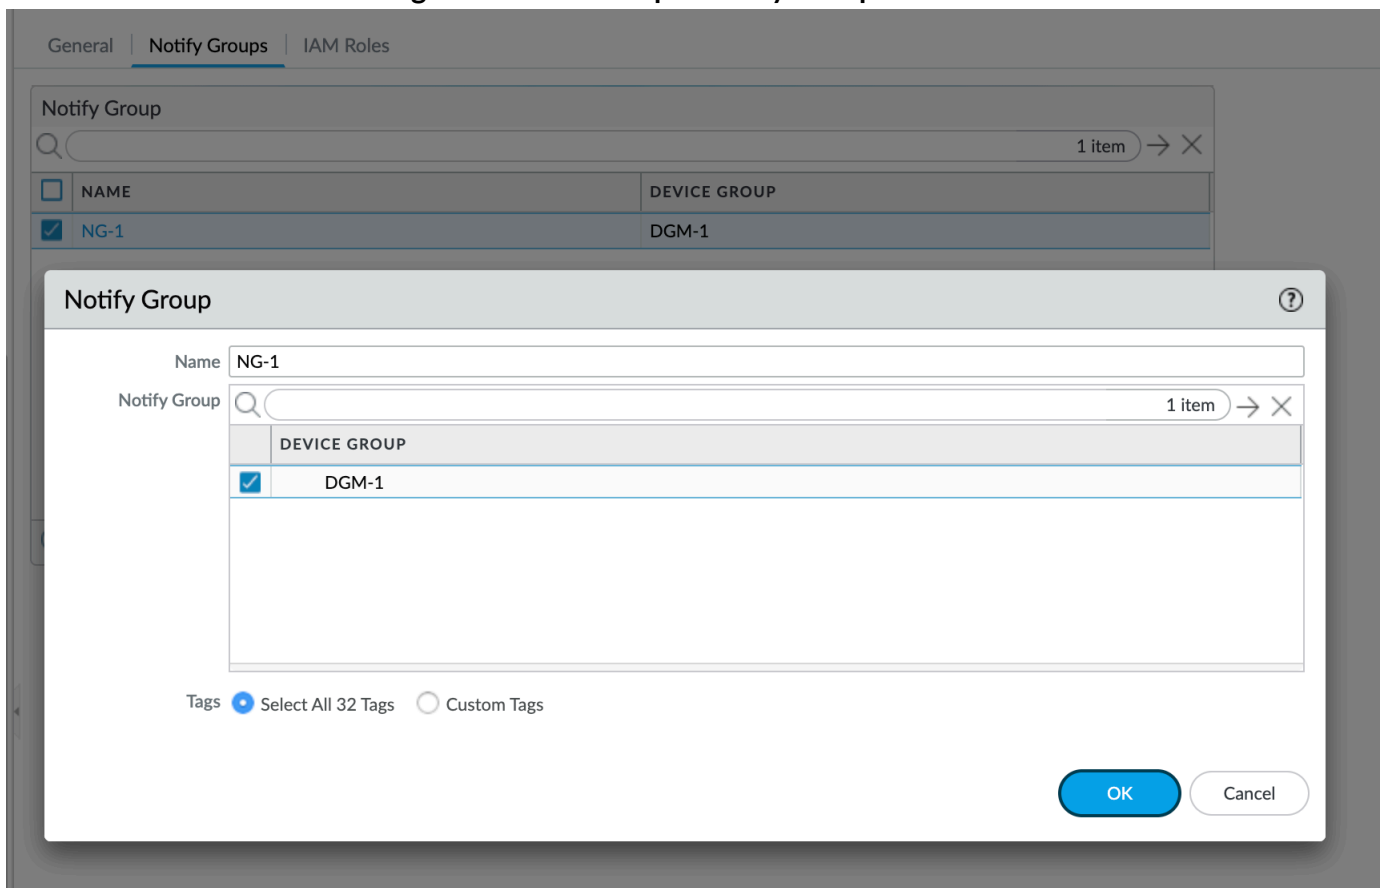 General Notify Groups IAM Roles
Notify Group
1 item
NAME DEVICE GROUP
NG-1 DGM-1
Notify Group ?
Name NG-1
Notify Group 1 item
DEVICE GROUP
DGM-1
Tags Select All 32 Tags Custom Tags
OK Cancel